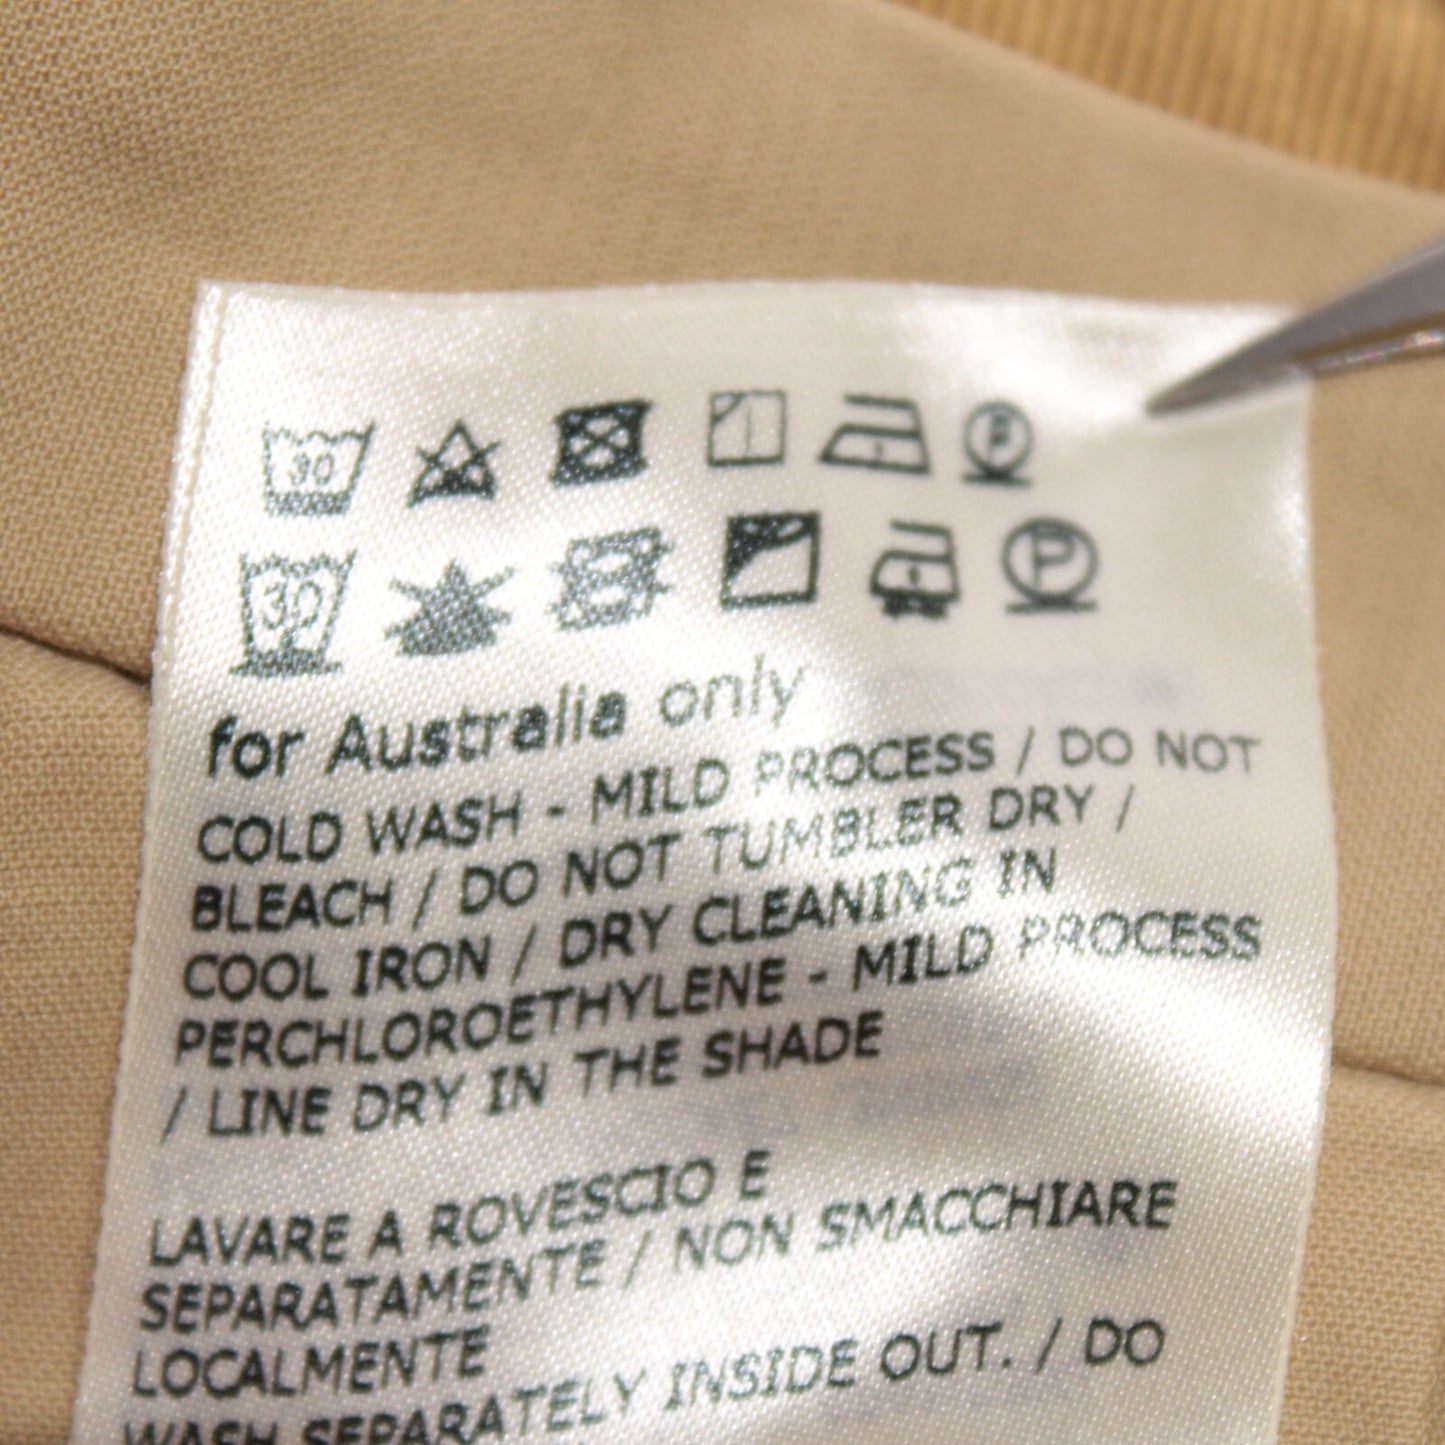 30 P
30 P
for Australia only
COLD WASH - MILD PROCESS / DO NOT
BLEACH / DO NOT TUMBLER DRY /
COOL IRON / DRY CLEANING IN
PERCHLOROETHYLENE - MILD PROCESS
/ LINE DRY IN THE SHADE
LAVARE A ROVESCIO E
SEPARATAMENTE / NON SMACCHIARE
LOCALMENTE
WASH SEPARATELY INSIDE OUT. / DO